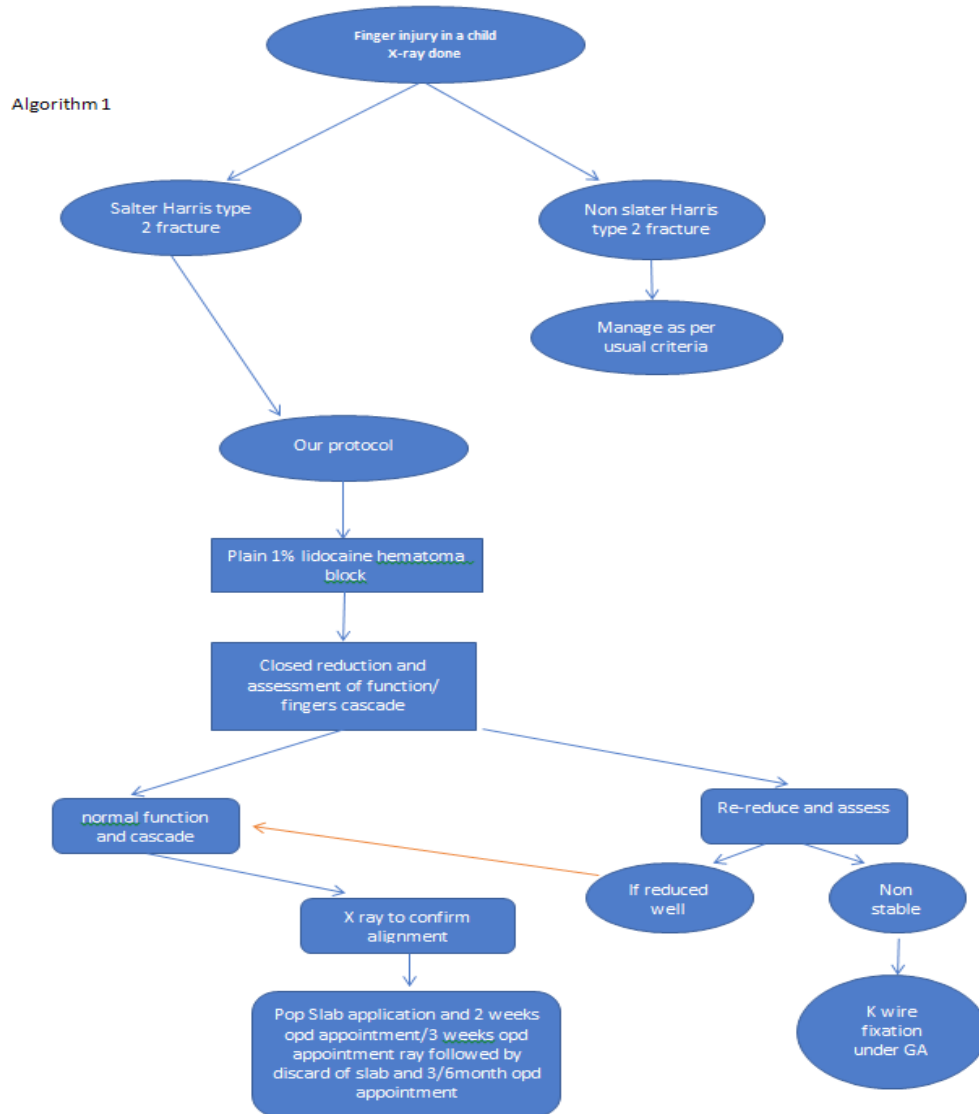 Finger injury in a child
X-ray done
Algorithm 1
Salter Harris type
2 fracture
Non slater Harris
type 2 fracture
Manage as per
usual criteria
Our protocol
Plain 1% lidocaine hematoma
block
Closed reduction and
assessment of function/
fingers cascade
normal function
and cascade
Re-reduce and assess
If reduced
well
Non
stable
X ray to confirm
alignment
K wire
fixation
under GA
Pop Slab application and 2 weeks
opd appointment/3 weeks opd
appointment ray followed by
discard of slab and 3/6month opd
appointment